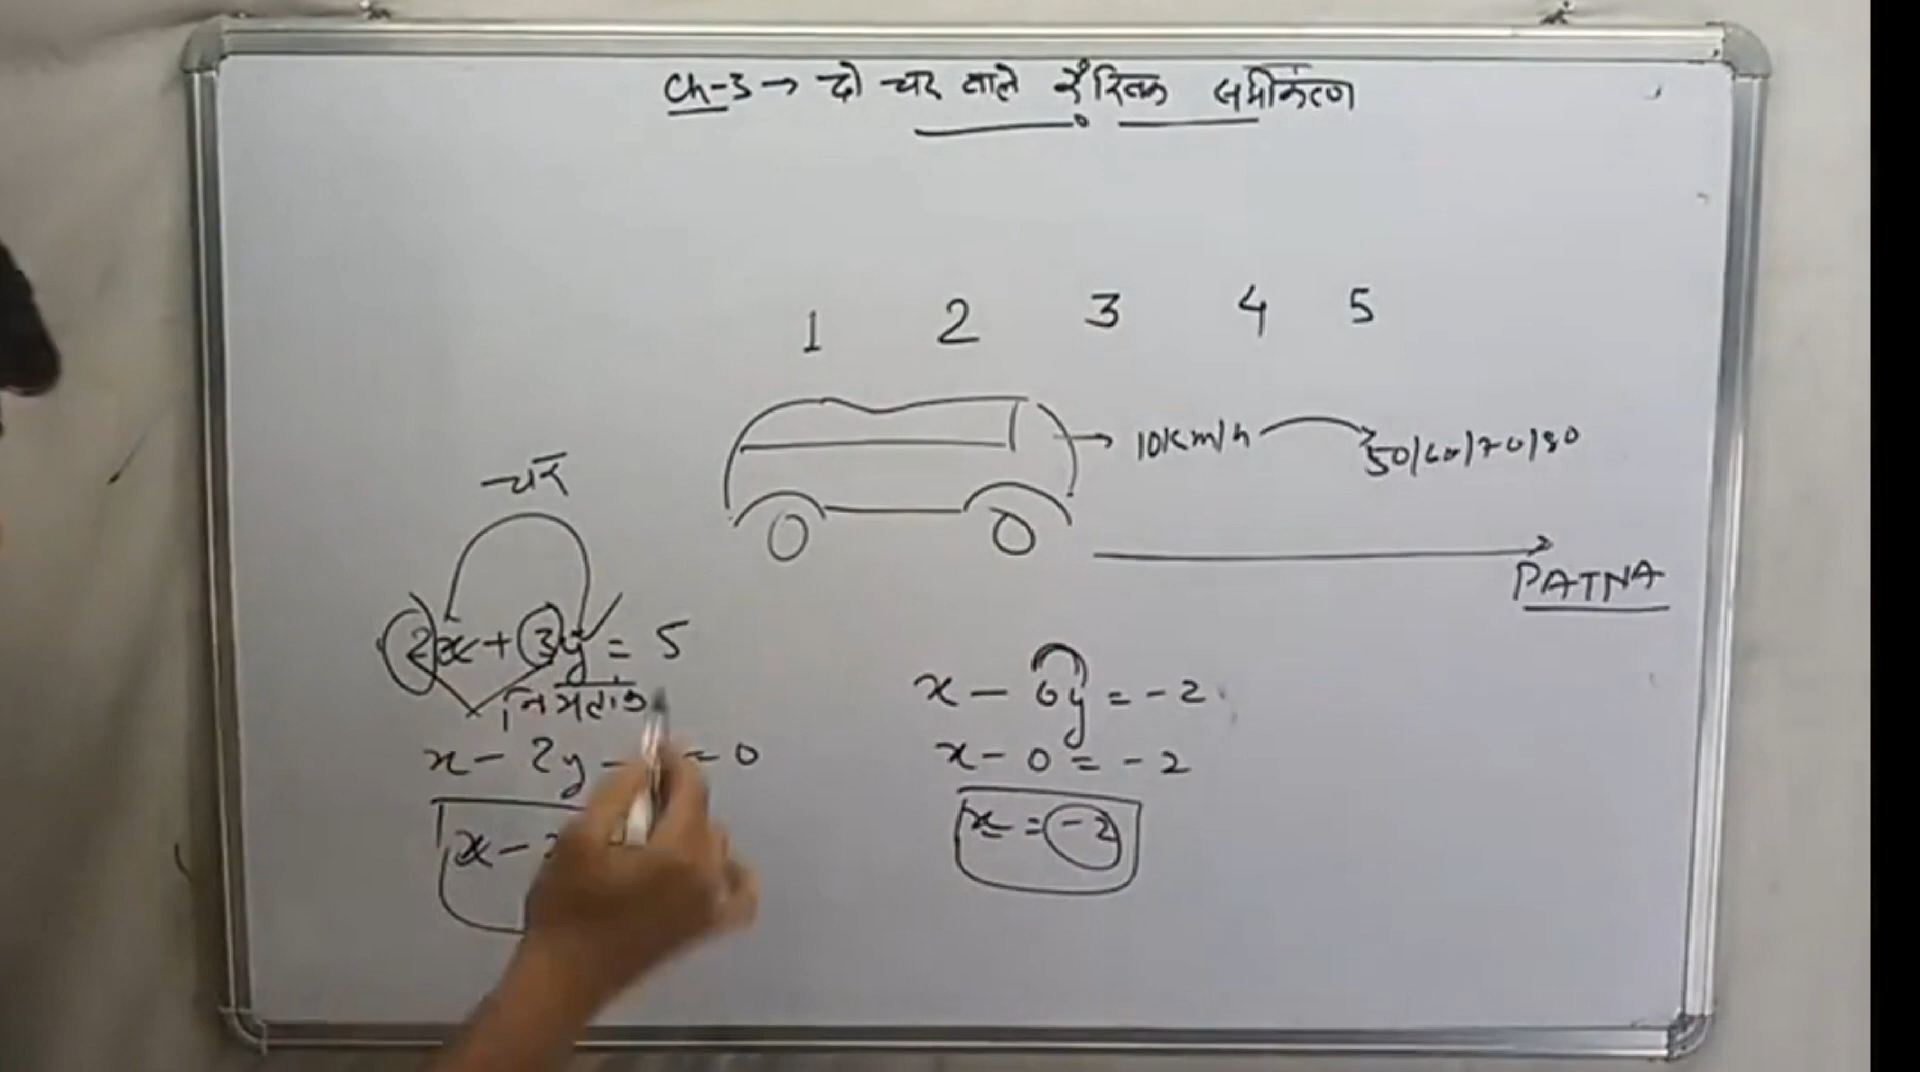 Ch-3 → दो चर वाले रैखिक समीकरण
1 2 3 4 5
10km/h 50/60/70/80
PATNA
चर
2x + 3y = 5
नियतांक
x - 2y - = 0
x -
x - 0y = -2
x - 0 = -2
x = -2